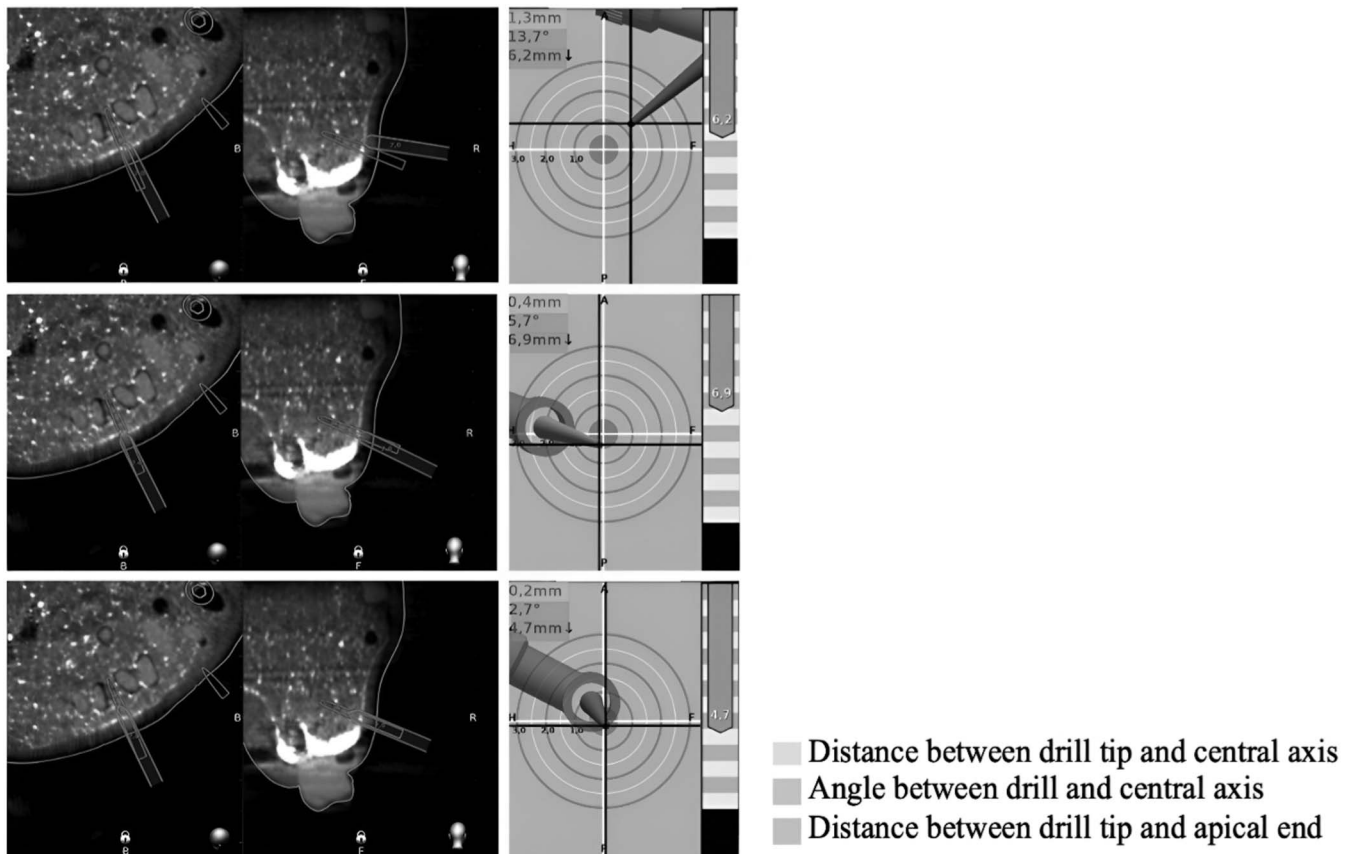 1,3mm
13,7°
6,2mm↓
A
6,2
B
R
H
F
3,0 2,0 1,0
P
F
0,4mm
5,7°
6,9mm↓
A
6,9
B
R
F
P
B
F
0,2mm
2,7°
4,7mm↓
A
4,7
B
R
H
F
3,0 2,0 1,0
B
F
P
Distance between drill tip and central axis
Angle between drill and central axis
Distance between drill tip and apical end